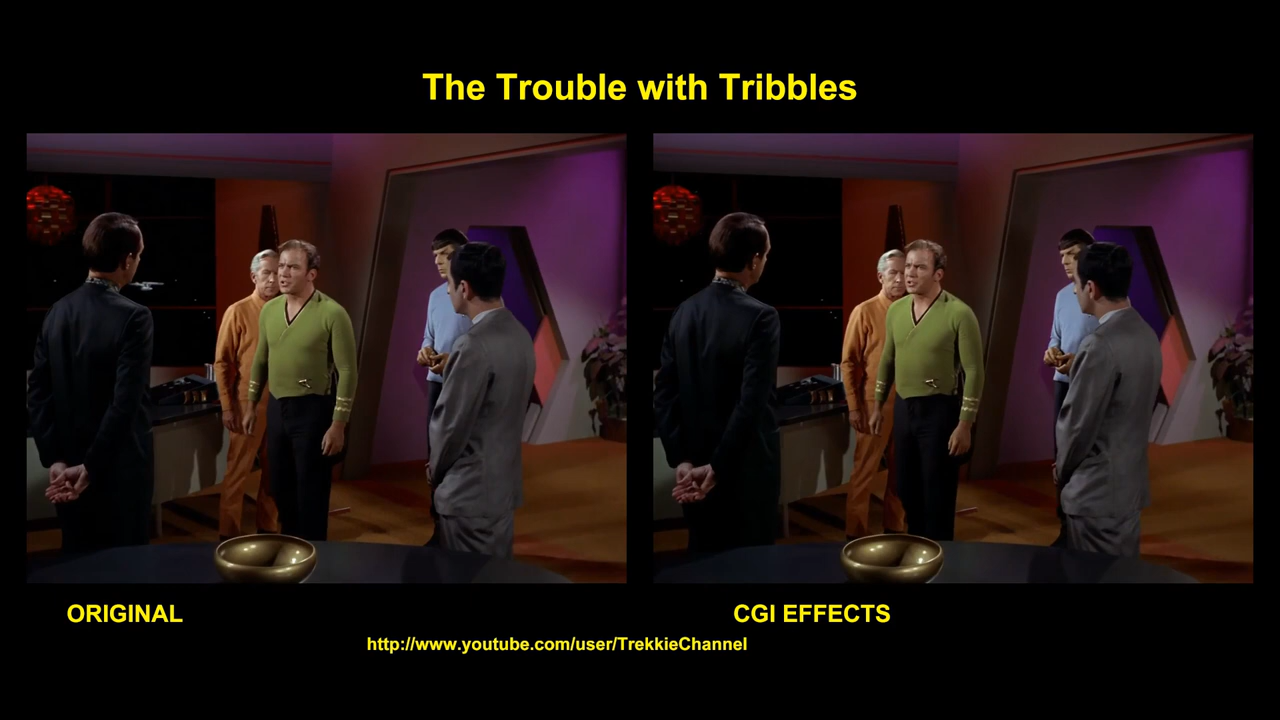 The Trouble with Tribbles
ORIGINAL
CGI EFFECTS
http://www.youtube.com/user/TrekkieChannel